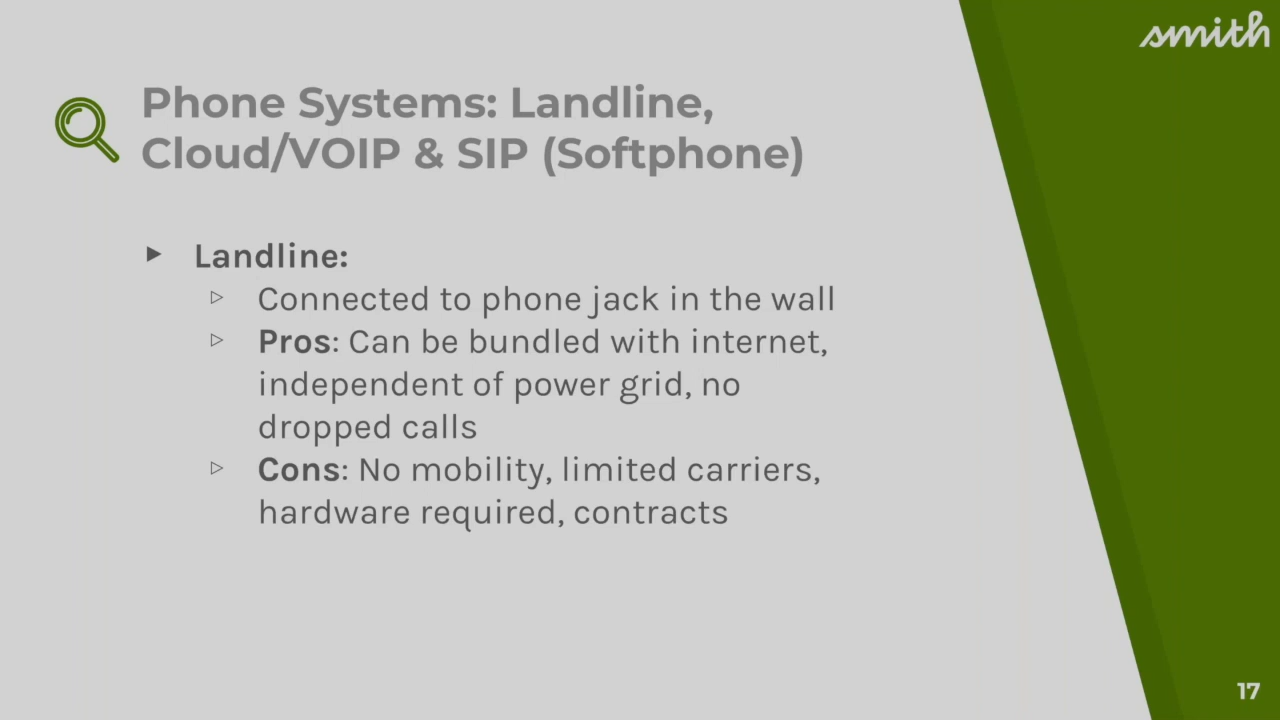 smith
Phone Systems: Landline,
Cloud/VOIP & SIP (Softphone)
Landline:
Connected to phone jack in the wall
Pros: Can be bundled with internet,
independent of power grid, no
dropped calls
Cons: No mobility, limited carriers,
hardware required, contracts
17